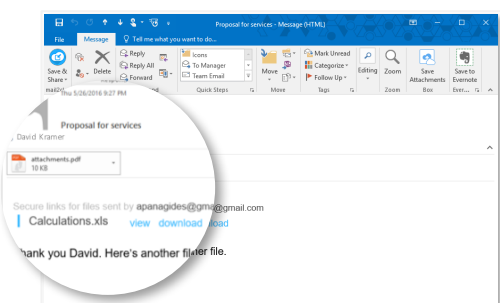 Proposal for services - Message (HTML)
File Message Tell me what you want to do...
Save & Share Delete Reply Reply All Forward Icons To Manager Team Email Move Mark Unread Categorize Follow Up Editing Zoom Save Attachments Save to Evernote
Quick Steps Move Tags Zoom Box Ever...
Thu 5/26/2016 9:27 PM
Proposal for services
David Kramer
attachments.pdf
10 KB
Secure links for files sent by apanagides@gm@gmail.com
Calculations.xls view download load
hank you David. Here's another file.